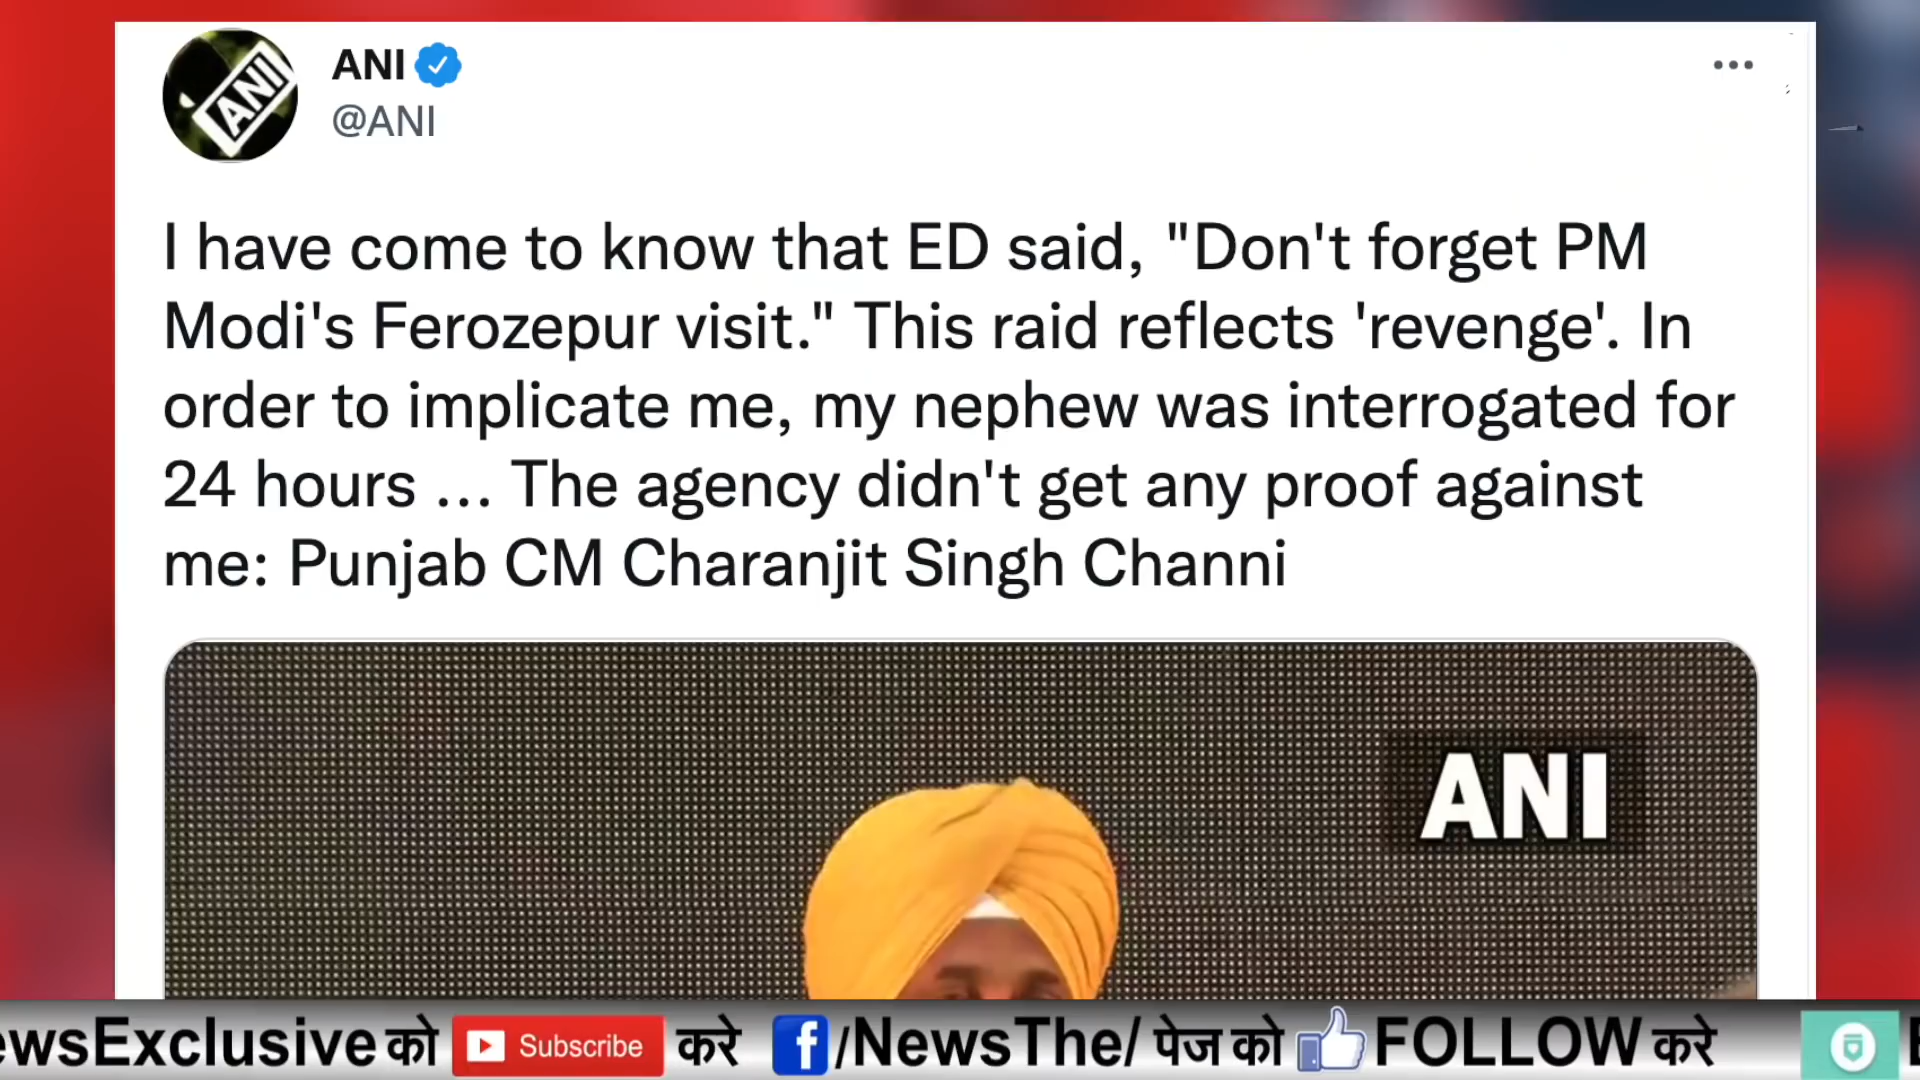 ANI
ANI
@ANI
I have come to know that ED said, "Don't forget PM
Modi's Ferozepur visit." This raid reflects 'revenge'. In
order to implicate me, my nephew was interrogated for
24 hours ... The agency didn't get any proof against
me: Punjab CM Charanjit Singh Channi
ANI
ewsExclusive को Subscribe करे /NewsThe/ पेज को FOLLOW करे